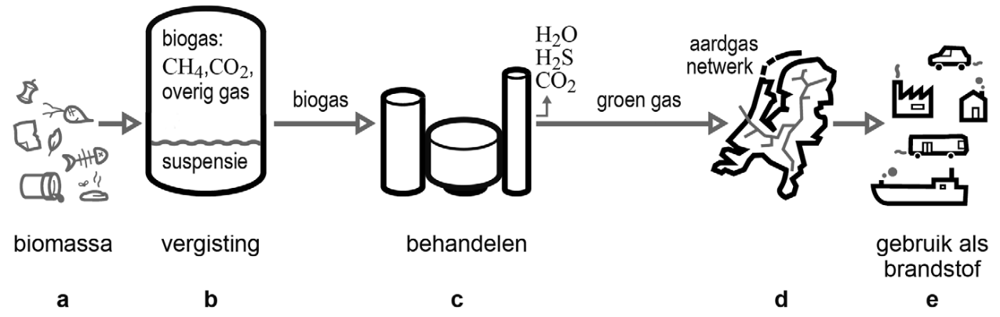 biogas:
CH4,CO2,
overig gas
suspensie
biogas
H2O
H2S
CO2
groen gas
aardgas
netwerk
biomassa
vergisting
behandelen
gebruik als
brandstof
a
b
c
d
e